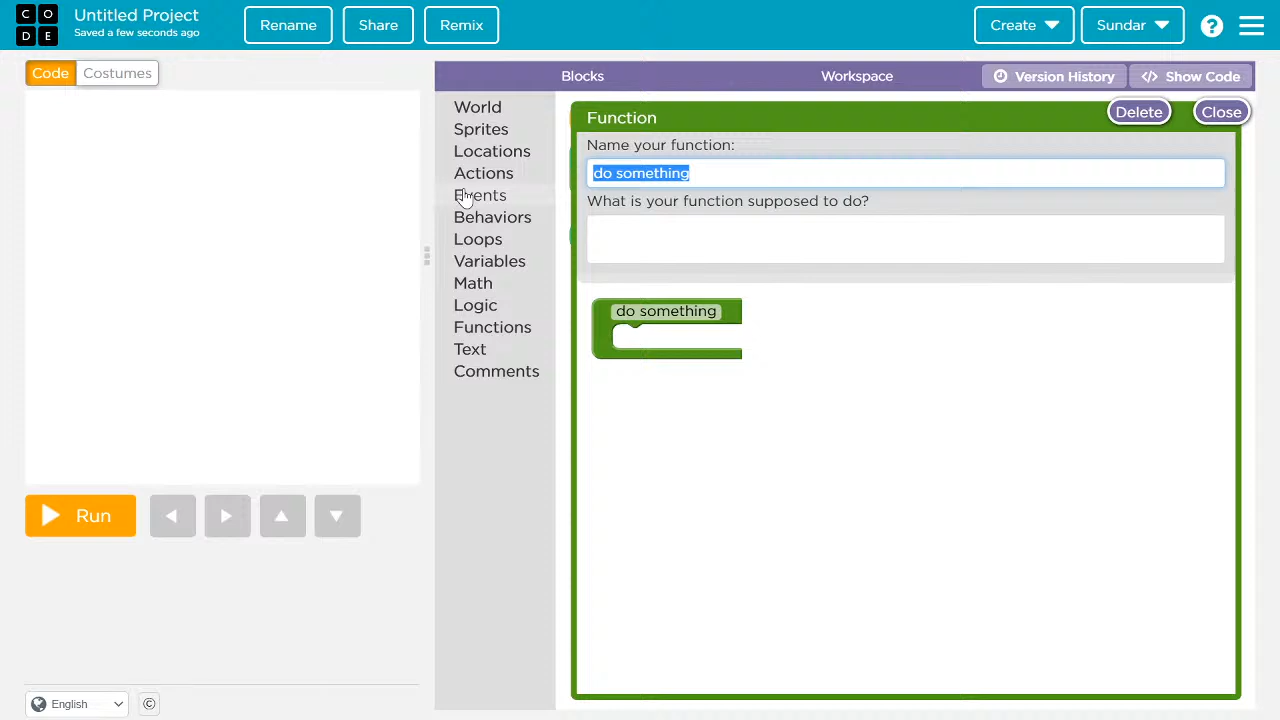 C O
D E
Untitled Project
Saved a few seconds ago
Rename
Share
Remix
Create
Sundar
?
Code
Costumes
Blocks
Workspace
Version History
</> Show Code
World
Sprites
Locations
Actions
Events
Behaviors
Loops
Variables
Math
Logic
Functions
Text
Comments
Function
Delete
Close
Name your function:
do something
What is your function supposed to do?
do something
Run
English
©